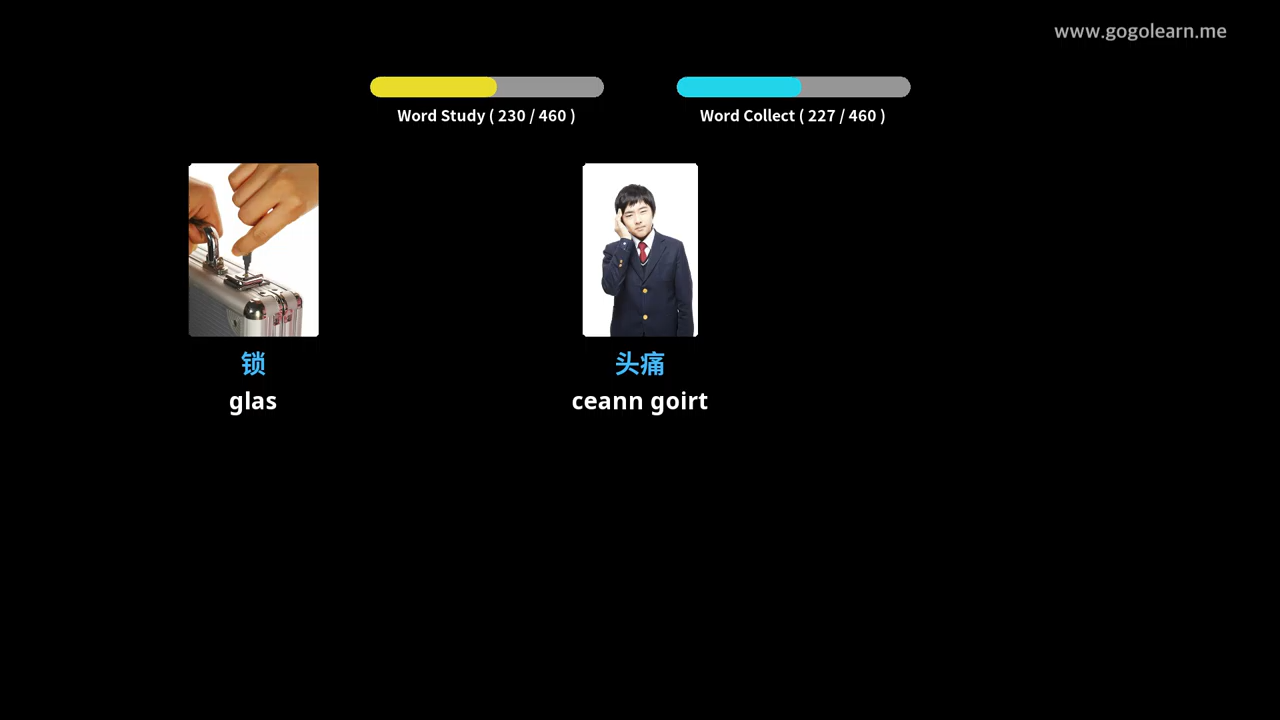 www.gogolearn.me
Word Study ( 230 / 460 )
Word Collect ( 227 / 460 )
锁
glas
头痛
ceann goirt